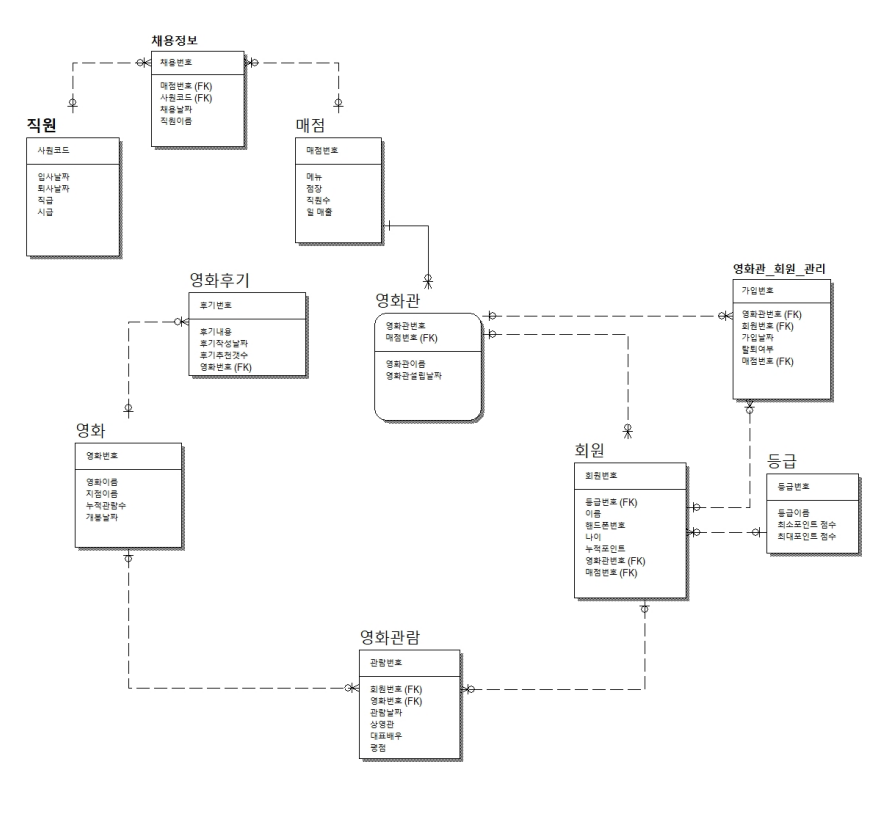 채용정보
채용번호
매점번호 (FK)
사원코드 (FK)
채용날짜
직원이름
직원
사원코드
입사날짜
퇴사날짜
직급
시급
매점
매점번호
메뉴
점장
직원수
일 매출
영화후기
후기번호
후기내용
후기작성날짜
후기추천갯수
영화번호 (FK)
영화관
영화관번호
매점번호 (FK)
영화관이름
영화관설립날짜
영화관_회원_관리
가입번호
영화관번호 (FK)
회원번호 (FK)
가입날짜
탈퇴여부
매점번호 (FK)
영화
영화번호
영화이름
지점이름
누적관람수
개봉날짜
회원
회원번호
등급번호 (FK)
이름
핸드폰번호
나이
누적포인트
영화관번호 (FK)
매점번호 (FK)
등급
등급번호
등급이름
최소포인트 점수
최대포인트 점수
영화관람
관람번호
회원번호 (FK)
영화번호 (FK)
관람날짜
상영관
대표배우
평점